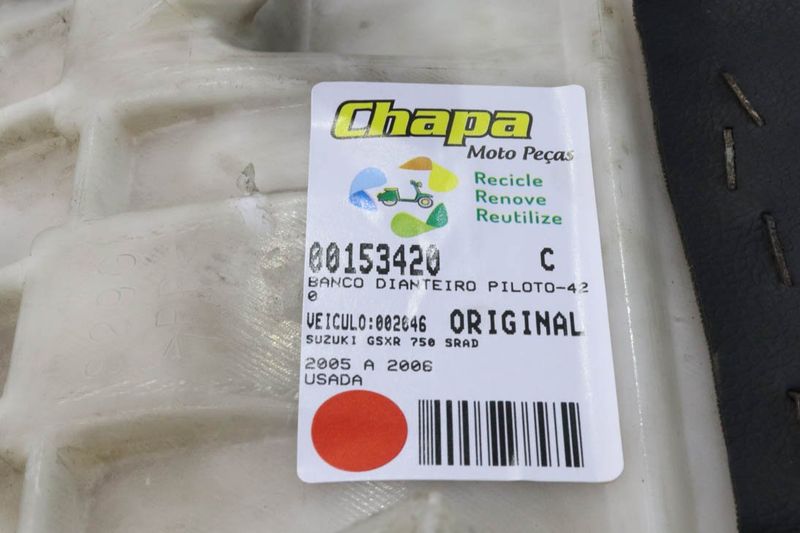 Chapa
Moto Peças
Recicle
Renove
Reutilize
00153420 C
BANCO DIANTEIRO PILOTO-42
0
VEICULO:002046 ORIGINAL
SUZUKI GSXR 750 SRAD
2005 A 2006
USADA